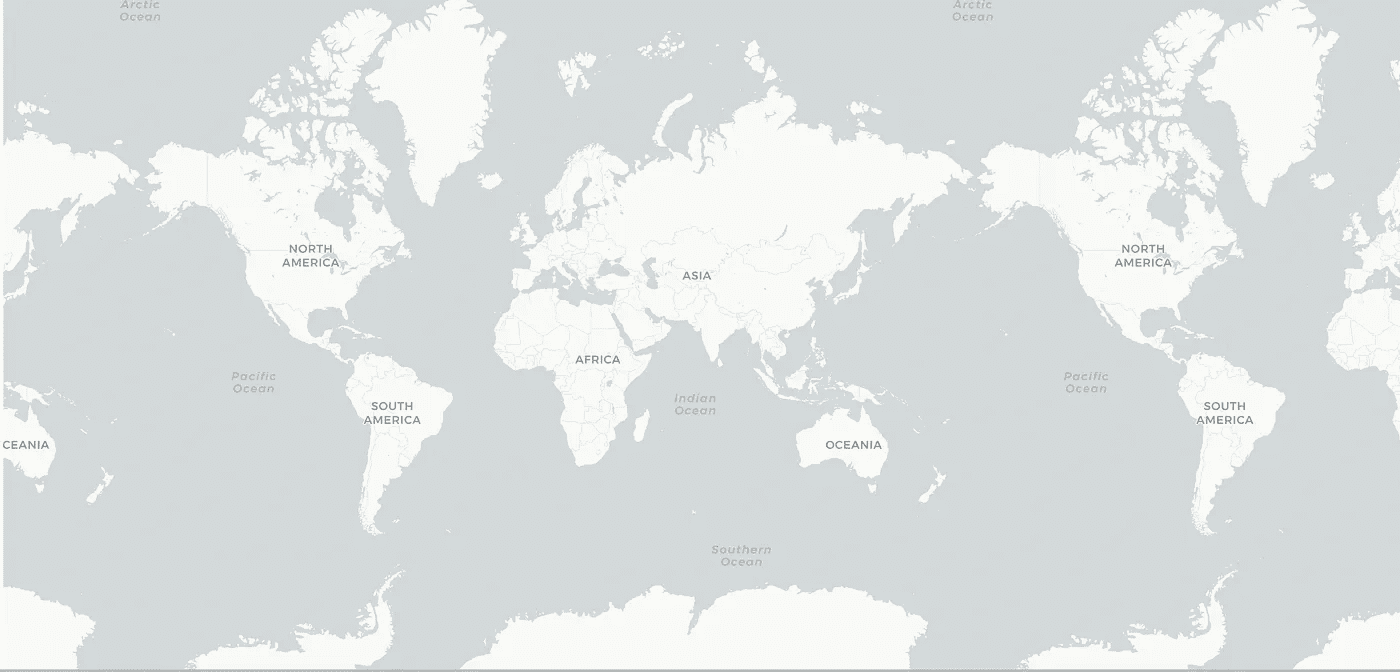 Arctic
Ocean
Arctic
Ocean
NORTH
AMERICA
NORTH
AMERICA
ASIA
AFRICA
Pacific
Ocean
Pacific
Ocean
Indian
Ocean
SOUTH
AMERICA
SOUTH
AMERICA
CEANIA
OCEANIA
Southern
Ocean